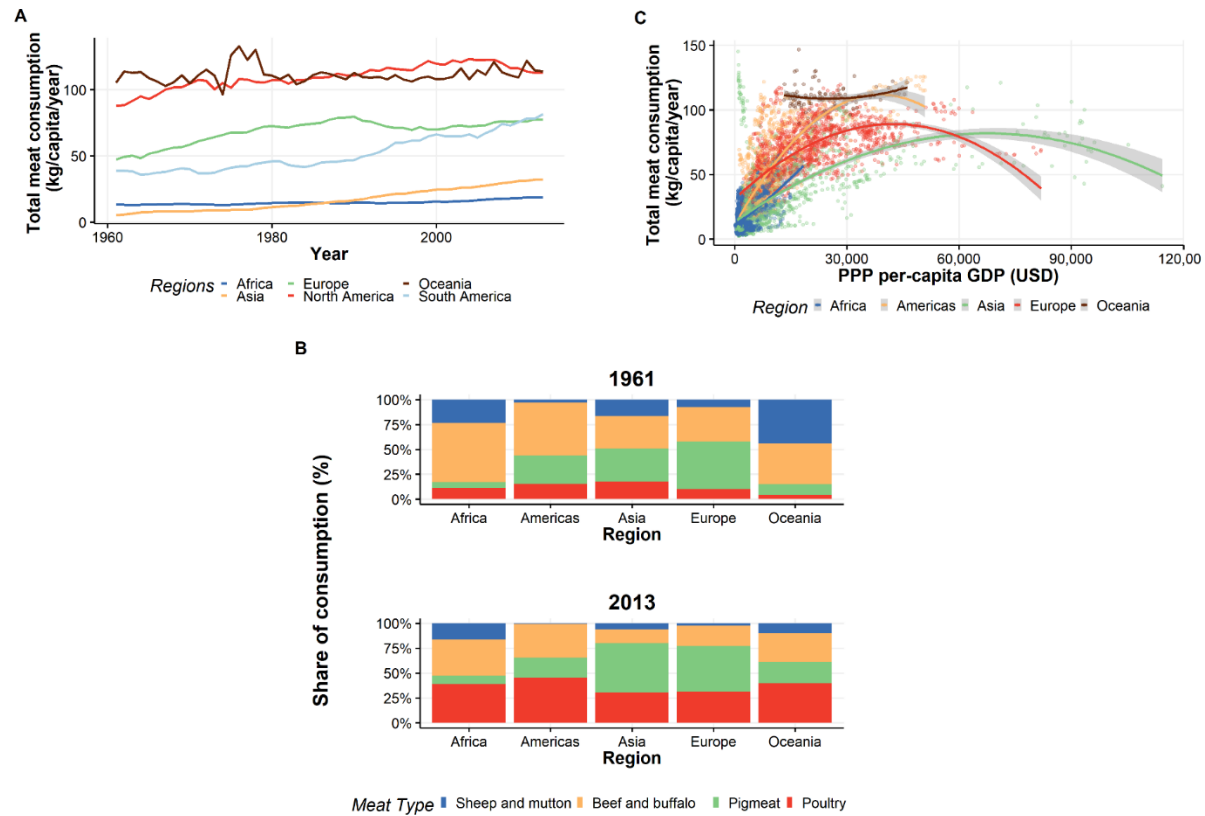 A
Total meat consumption
(kg/capita/year)
100
50
0
1960
1980
2000
Year
Regions
Africa
Europe
Oceania
Asia
North America
South America
C
Total meat consumption
(kg/capita/year)
150
100
50
0
0
30,000
60,000
90,000
120,00
PPP per-capita GDP (USD)
Region
Africa
Americas
Asia
Europe
Oceania
B
Share of consumption (%)
1961
100%
75%
50%
25%
0%
Africa
Americas
Asia
Europe
Oceania
Region
2013
100%
75%
50%
25%
0%
Africa
Americas
Asia
Europe
Oceania
Region
Meat Type
Sheep and mutton
Beef and buffalo
Pigmeat
Poultry